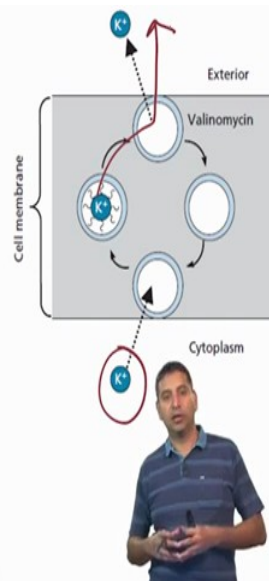 K+
Exterior
Valinomycin
Cell membrane
K+
Cytoplasm
K+